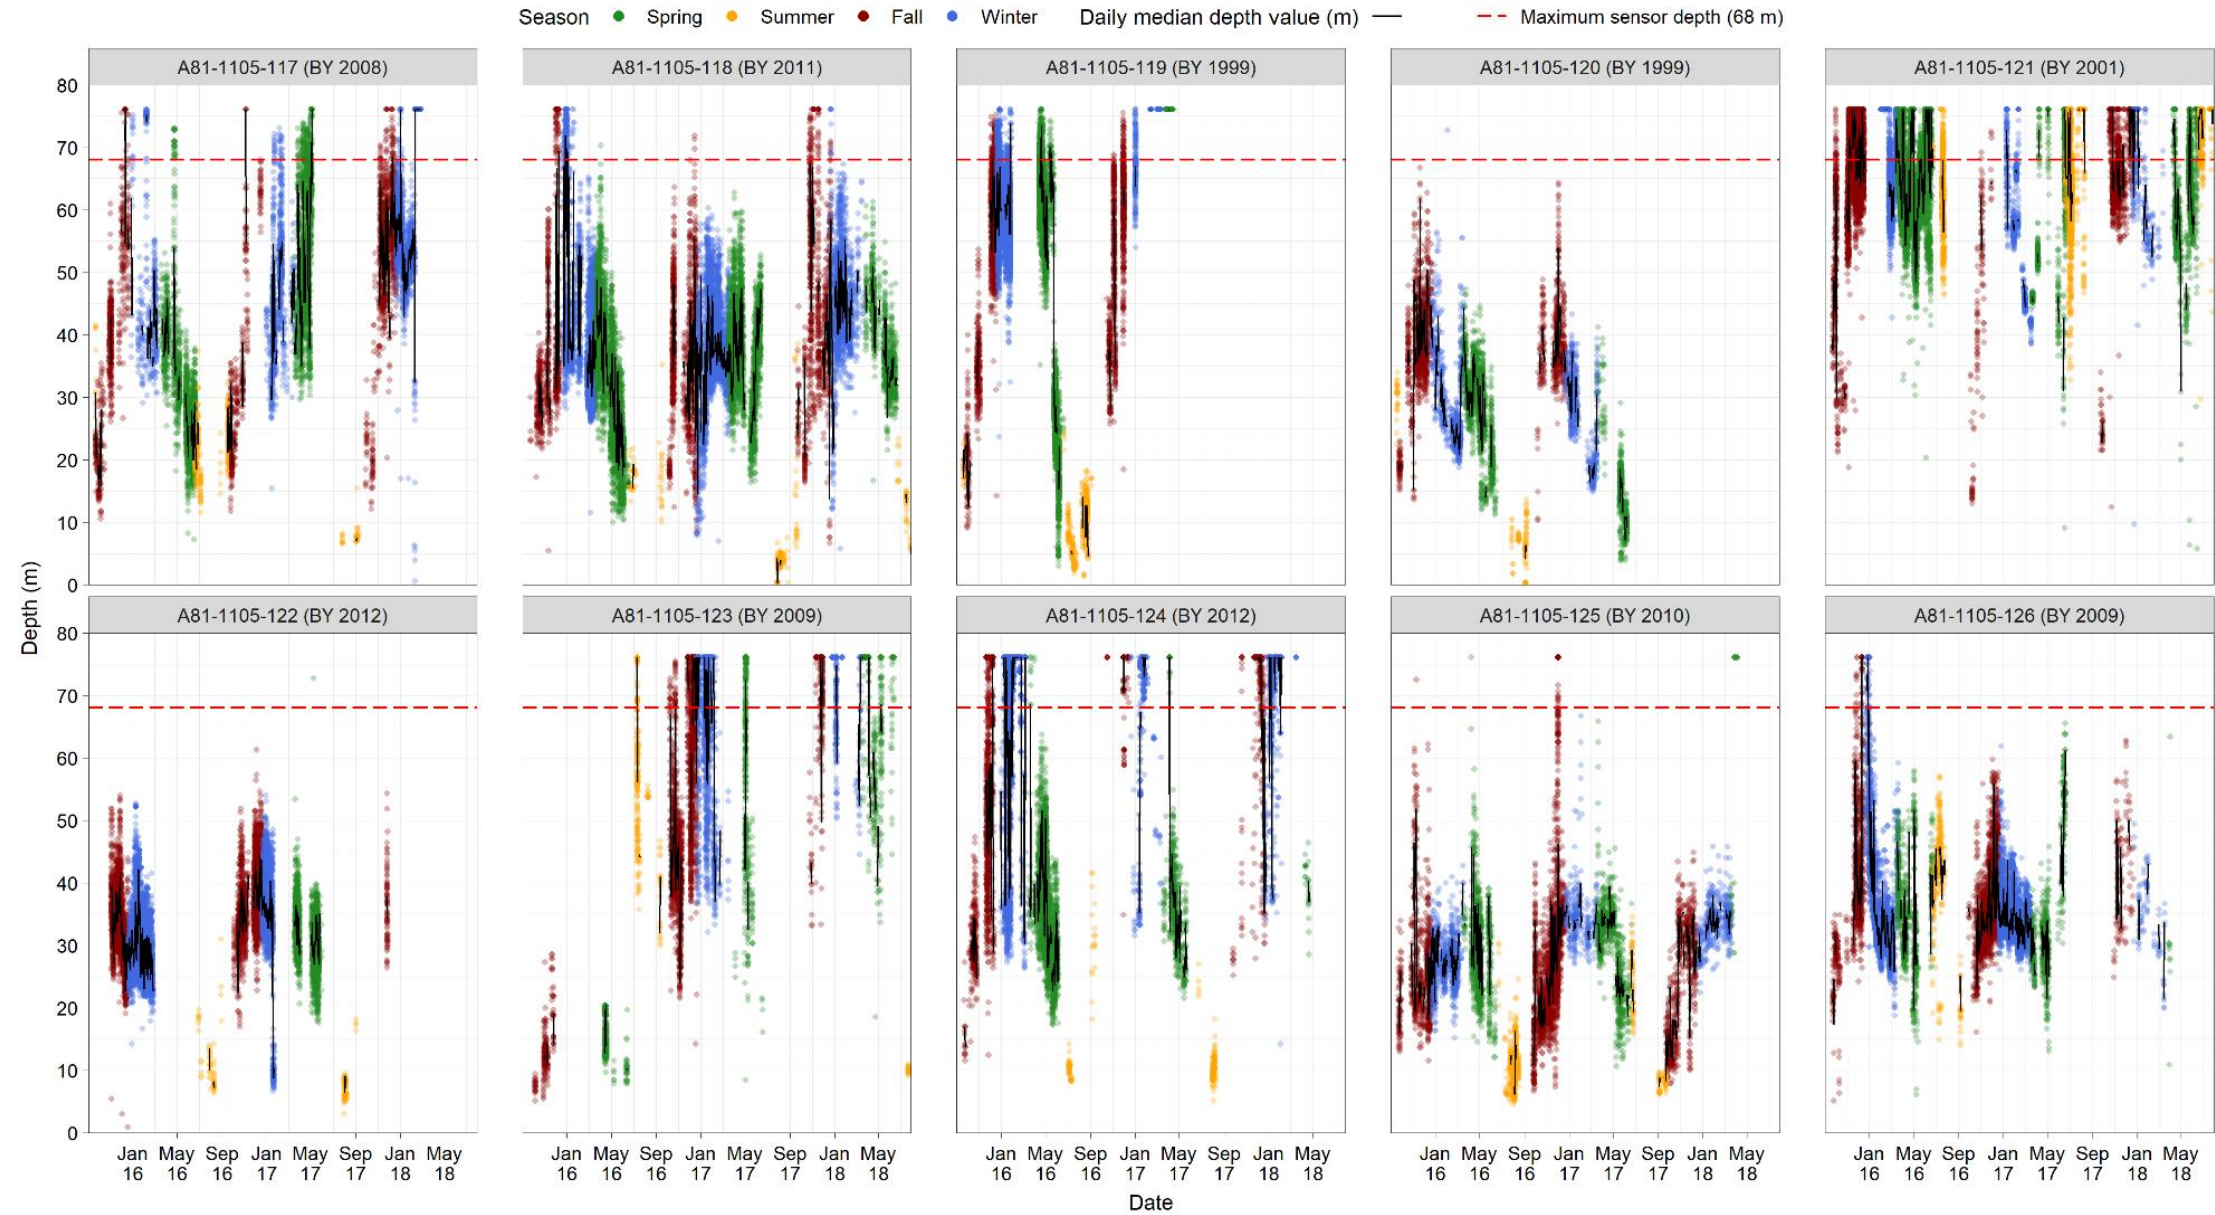 Season Spring Summer Fall Winter Daily median depth value (m) Maximum sensor depth (68 m)
A81-1105-117 (BY 2008) A81-1105-118 (BY 2011) A81-1105-119 (BY 1999) A81-1105-120 (BY 1999) A81-1105-121 (BY 2001)
80
70
60
50
40
30
20
10
0
Depth (m)
A81-1105-122 (BY 2012) A81-1105-123 (BY 2009) A81-1105-124 (BY 2012) A81-1105-125 (BY 2010) A81-1105-126 (BY 2009)
80
70
60
50
40
30
20
10
0
Jan May Sep Jan May Sep Jan May Jan May Sep Jan May Sep Jan May Jan May Sep Jan May Sep Jan May Jan May Sep Jan May Sep Jan May Jan May Sep Jan May Sep Jan May
16 16 16 17 17 17 18 18 16 16 16 17 17 17 18 18 16 16 16 17 17 17 18 18 16 16 16 17 17 17 18 18 16 16 16 17 17 17 18 18
Date